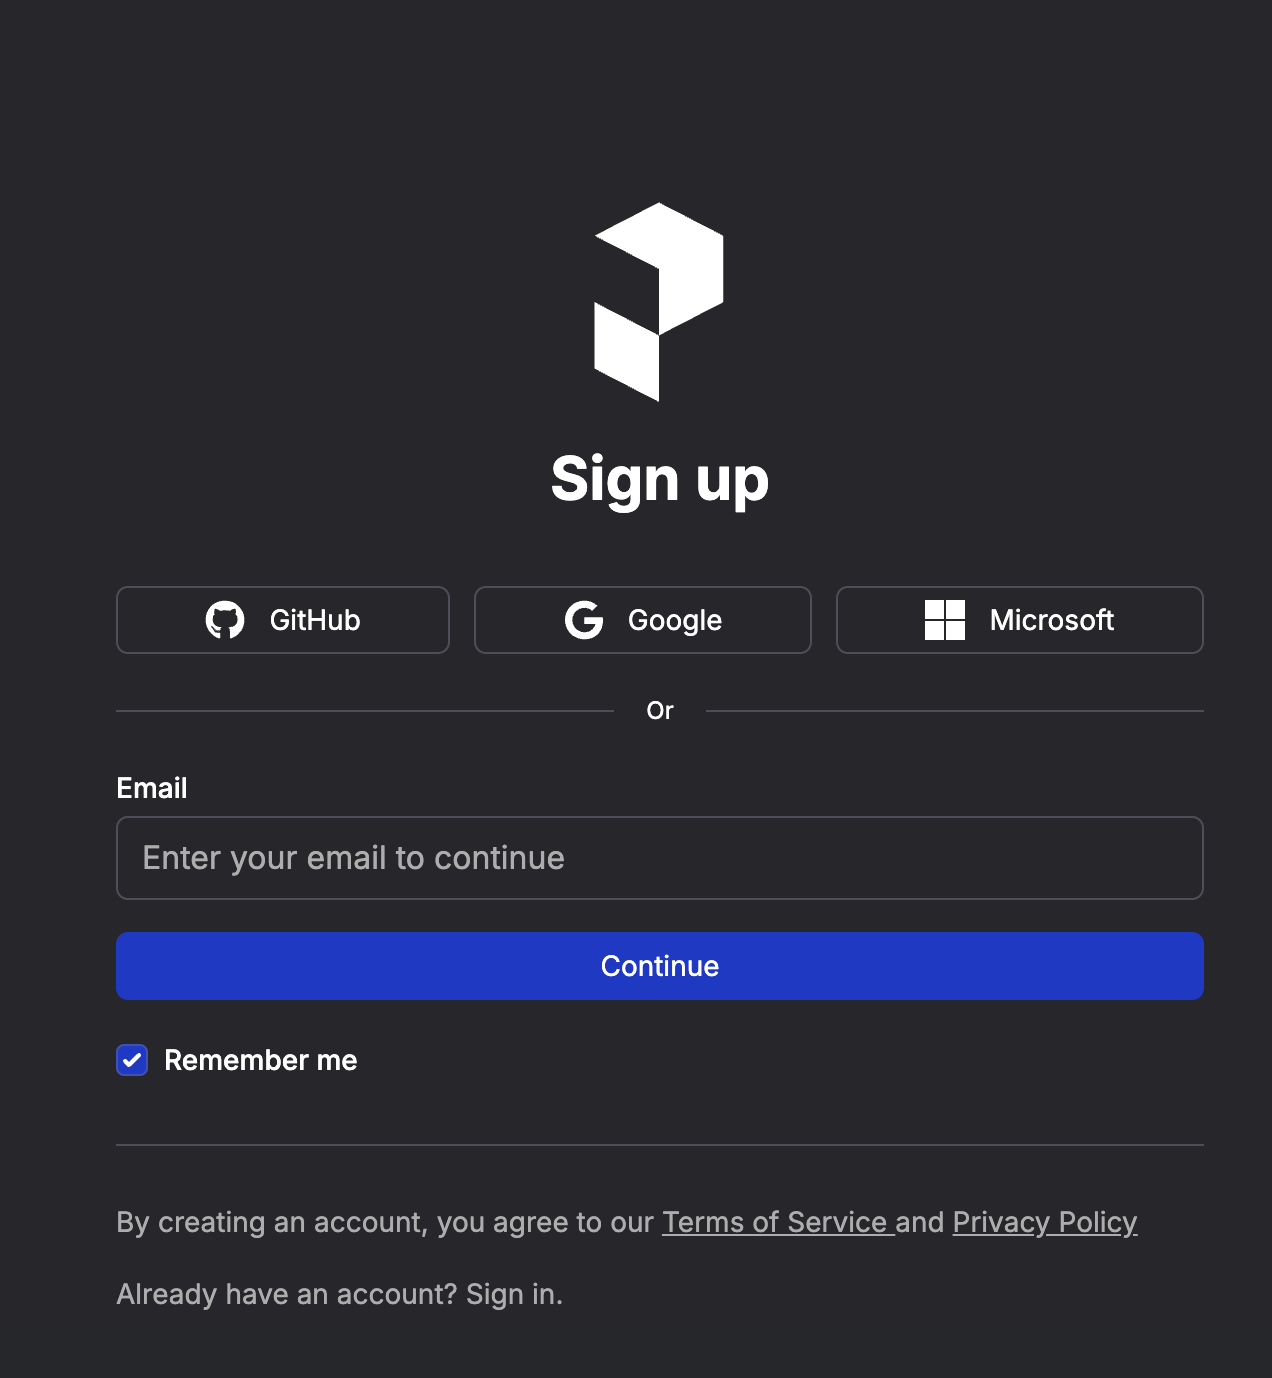 Sign up
GitHub
Google
Microsoft
Or
Email
Enter your email to continue
Continue
Remember me
By creating an account, you agree to our Terms of Service and Privacy Policy
Already have an account? Sign in.